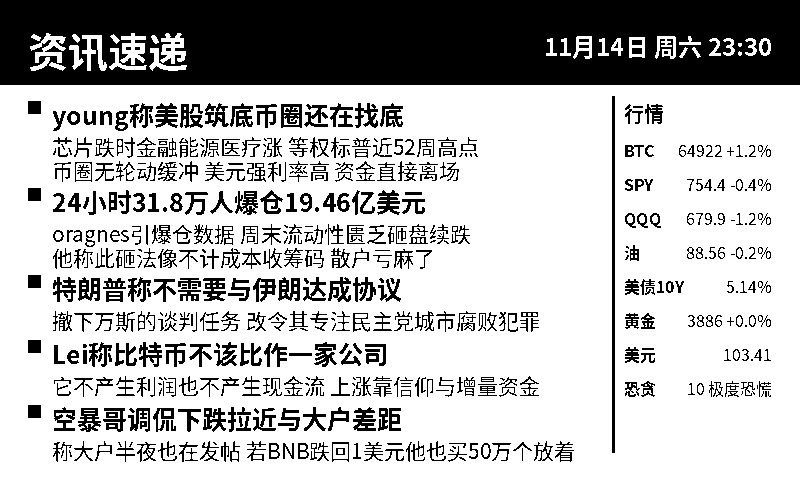 资讯速递
11月14日 周六 23:30
young称美股筑底币圈还在找底
芯片跌时金融能源医疗涨 等权标普近52周高点
币圈无轮动缓冲 美元强利率高 资金直接离场
24小时31.8万人爆仓19.46亿美元
oragnes引爆仓数据 周末流动性匮乏砸盘续跌
他称此砸法像不计成本收筹码 散户亏麻了
特朗普称不需要与伊朗达成协议
撤下万斯的谈判任务 改令其专注民主党城市腐败犯罪
Lei称比特币不该比作一家公司
它不产生利润也不产生现金流 上涨靠信仰与增量资金
空暴哥调侃下跌拉近与大户差距
称大户半夜也在发帖 若BNB跌回1美元他也买50万个放着
行情
BTC 64922 +1.2%
SPY 754.4 -0.4%
QQQ 679.9 -1.2%
油 88.56 -0.2%
美债10Y 5.14%
黄金 3886 +0.0%
美元 103.41
恐贪 10 极度恐慌